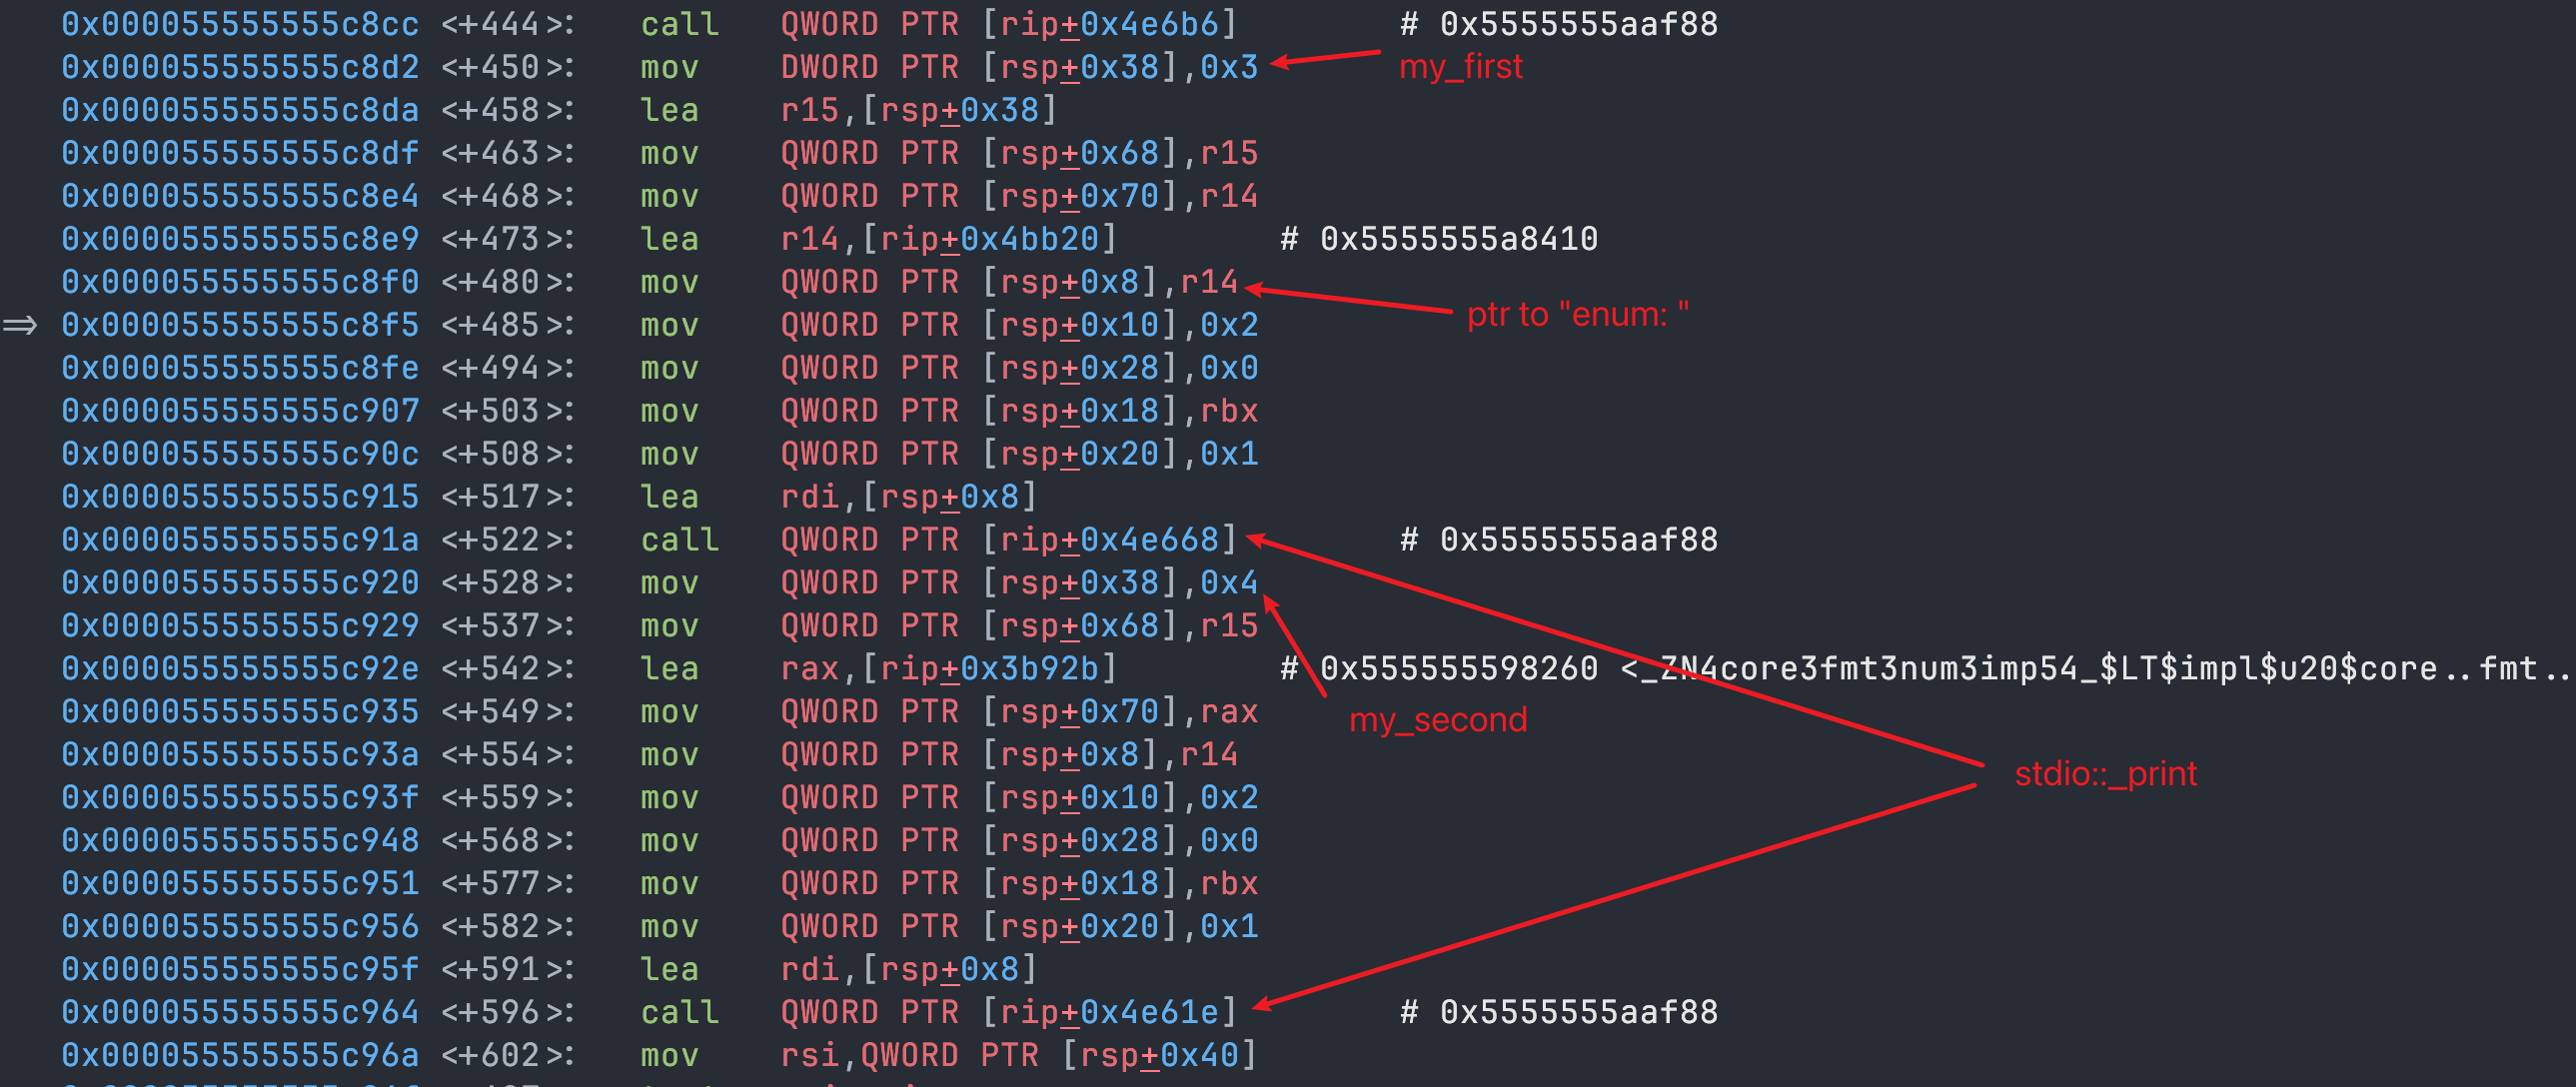 0x000055555555c8cc <+444>: call QWORD PTR [rip+0x4e6b6] # 0x5555555aaf88
0x000055555555c8d2 <+450>: mov DWORD PTR [rsp+0x38],0x3
my_first
0x000055555555c8da <+458>: lea r15,[rsp+0x38]
0x000055555555c8df <+463>: mov QWORD PTR [rsp+0x68],r15
0x000055555555c8e4 <+468>: mov QWORD PTR [rsp+0x70],r14
0x000055555555c8e9 <+473>: lea r14,[rip+0x4bb20] # 0x5555555a8410
0x000055555555c8f0 <+480>: mov QWORD PTR [rsp+0x8],r14
ptr to "enum: "
=> 0x000055555555c8f5 <+485>: mov QWORD PTR [rsp+0x10],0x2
0x000055555555c8fe <+494>: mov QWORD PTR [rsp+0x28],0x0
0x000055555555c907 <+503>: mov QWORD PTR [rsp+0x18],rbx
0x000055555555c90c <+508>: mov QWORD PTR [rsp+0x20],0x1
0x000055555555c915 <+517>: lea rdi,[rsp+0x8]
0x000055555555c91a <+522>: call QWORD PTR [rip+0x4e668] # 0x5555555aaf88
0x000055555555c920 <+528>: mov QWORD PTR [rsp+0x38],0x4
0x000055555555c929 <+537>: mov QWORD PTR [rsp+0x68],r15
0x000055555555c92e <+542>: lea rax,[rip+0x3b92b] # 0x555555598260 <_ZN4core3fmt3num3imp54_$LT$impl$u20$core..fmt..
0x000055555555c935 <+549>: mov QWORD PTR [rsp+0x70],rax
my_second
0x000055555555c93a <+554>: mov QWORD PTR [rsp+0x8],r14
stdio::_print
0x000055555555c93f <+559>: mov QWORD PTR [rsp+0x10],0x2
0x000055555555c948 <+568>: mov QWORD PTR [rsp+0x28],0x0
0x000055555555c951 <+577>: mov QWORD PTR [rsp+0x18],rbx
0x000055555555c956 <+582>: mov QWORD PTR [rsp+0x20],0x1
0x000055555555c95f <+591>: lea rdi,[rsp+0x8]
0x000055555555c964 <+596>: call QWORD PTR [rip+0x4e61e] # 0x5555555aaf88
0x000055555555c96a <+602>: mov rsi,QWORD PTR [rsp+0x40]